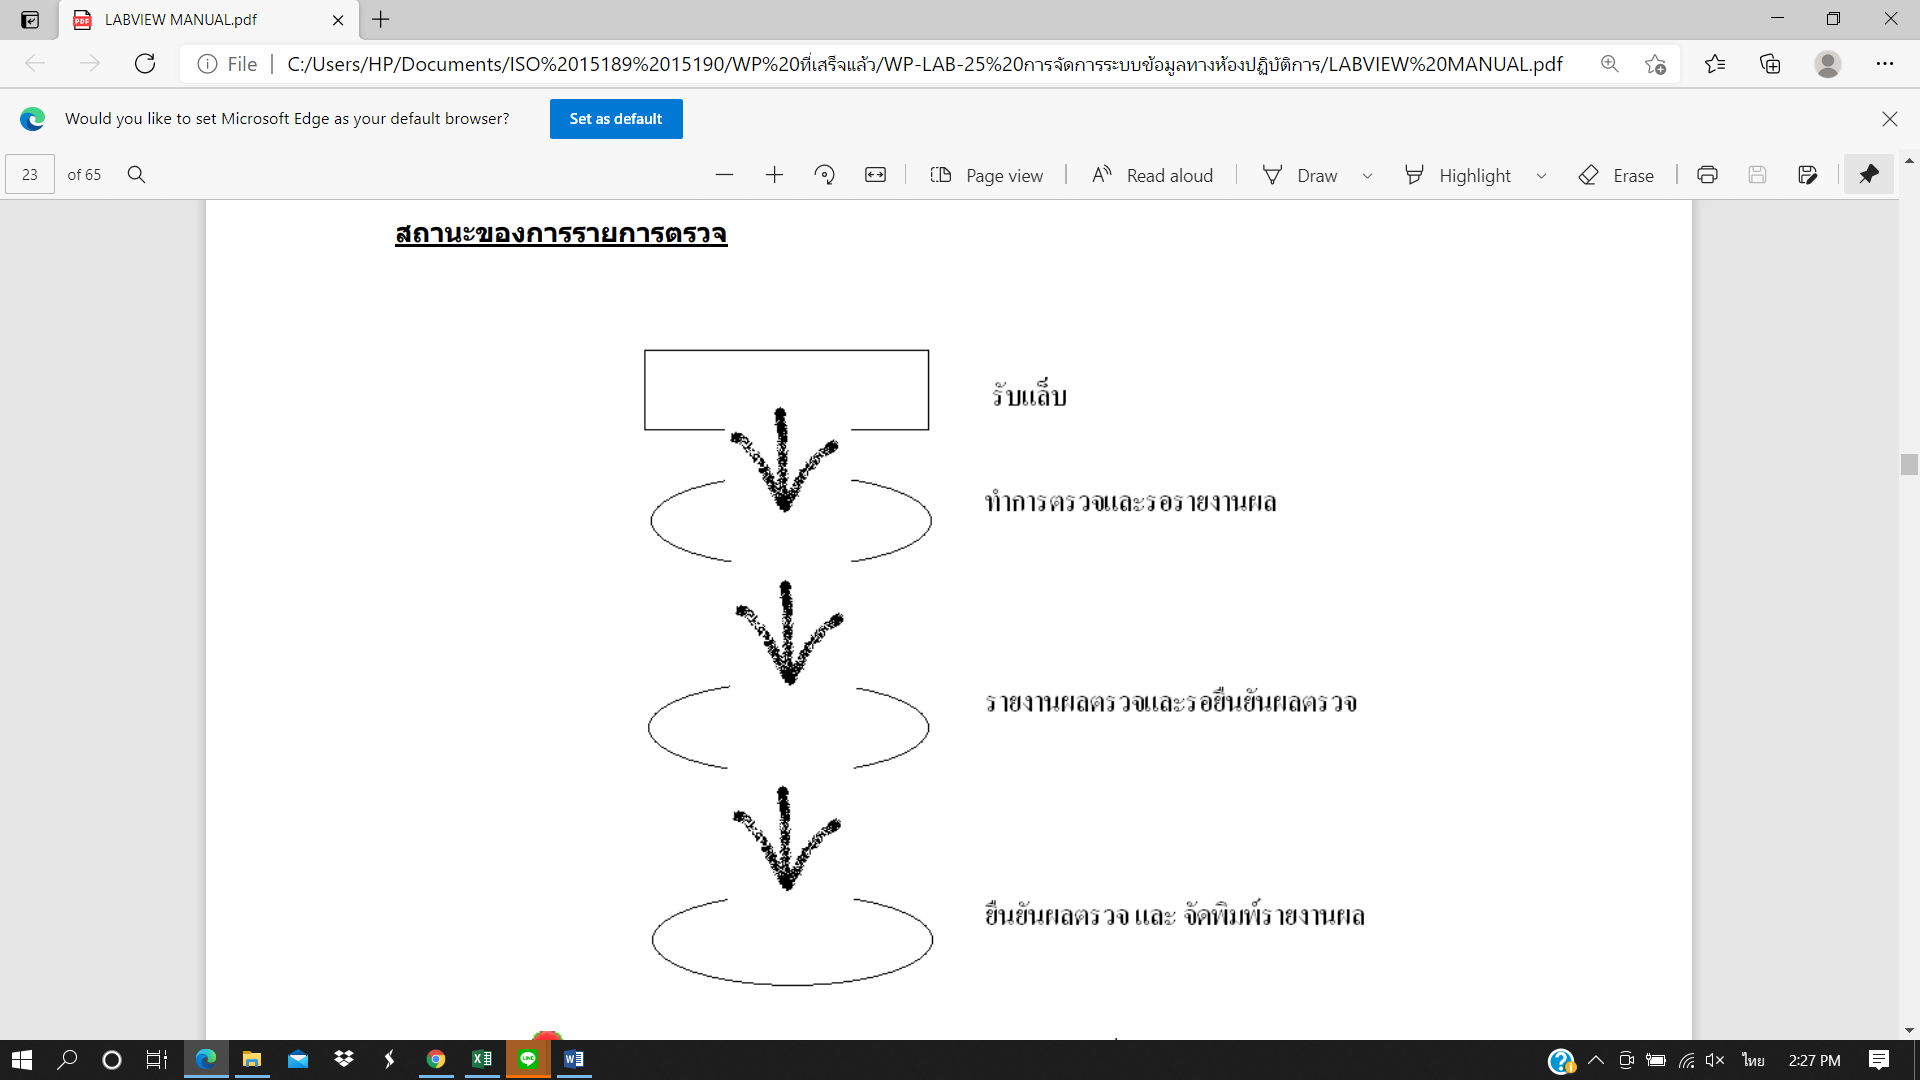 LABVIEW MANUAL.pdf
File
C:/Users/HP/Documents/ISO%2015189%2015190/WP%20ที่เสร็จแล้ว/WP-LAB-25%20การจัดการระบบข้อมูลทางห้องปฏิบัติการ/LABVIEW%20MANUAL.pdf
Would you like to set Microsoft Edge as your default browser?
Set as default
23 of 65
Page view
Read aloud
Draw
Highlight
Erase
สถานะของการรายการตรวจ
รับแล็บ
ทำการตรวจและรอรายงานผล
รายงานผลตรวจและรอยืนยันผลตรวจ
ยืนยันผลตรวจ และ จัดพิมพ์รายงานผล
ไทย
2:27 PM